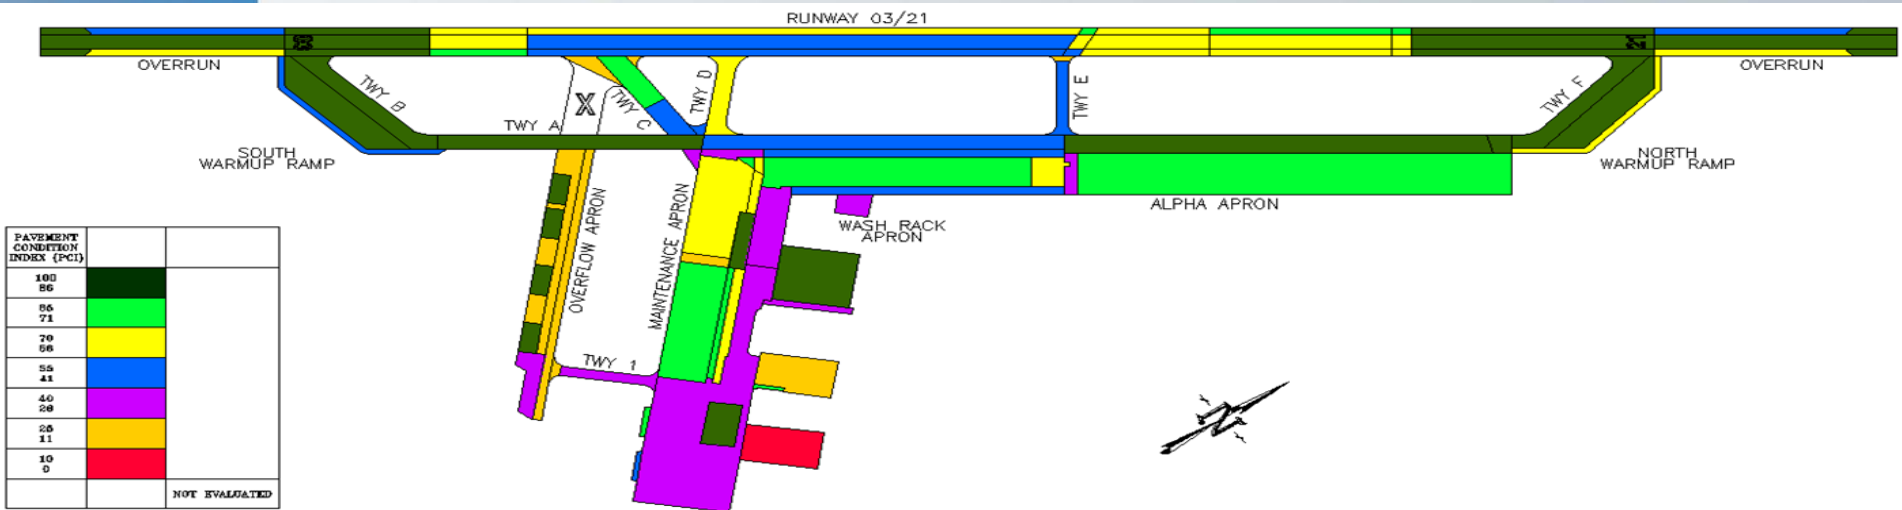 RUNWAY 03/21
21
OVERRUN
OVERRUN
TWY B
TWY A
X
TWY C
TWY D
TWY E
TWY F
SOUTH
WARMUP RAMP
NORTH
WARMUP RAMP
OVERFLOW APRON
MAINTENANCE APRON
WASH RACK
APRON
ALPHA APRON
TWY 1
PAVEMENT
CONDITION
INDEX (PCI)
100
86
85
71
70
56
55
41
40
26
25
11
10
0
NOT EVALUATED
N